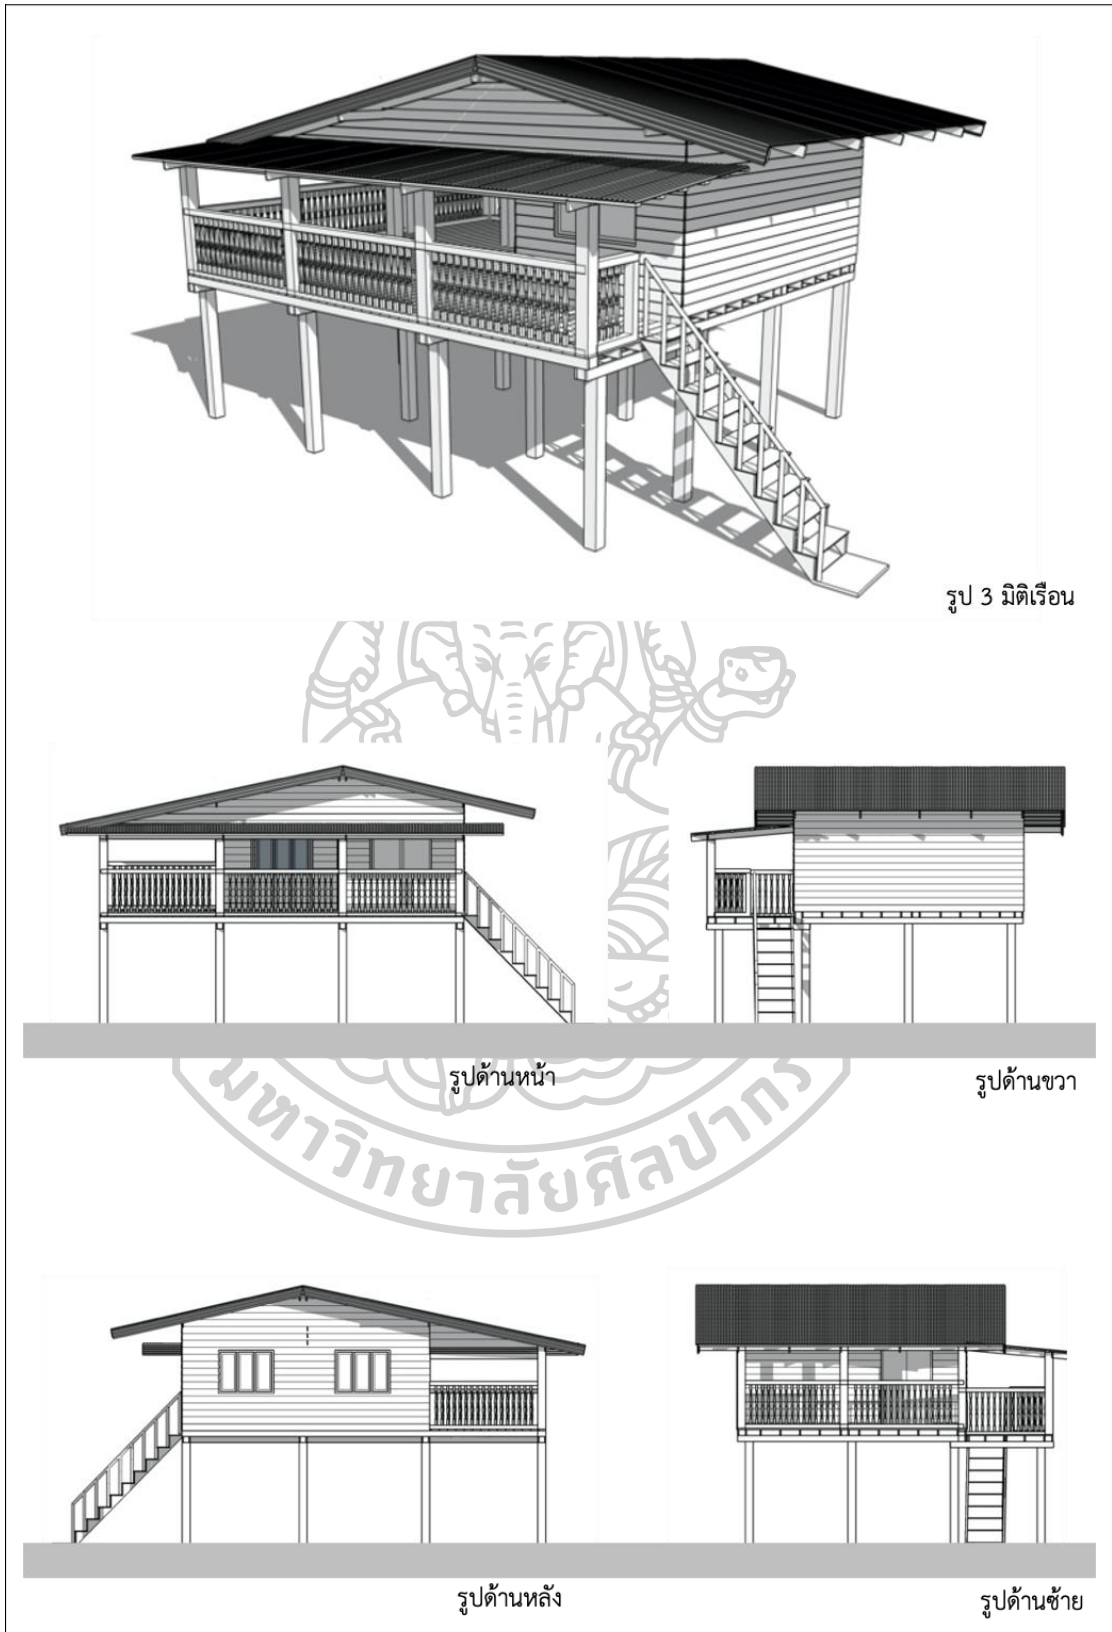 รูป 3 มิติเรือน
รูปด้านหน้า
รูปด้านขวา
มหาวิทยาลัยศิลปากร
รูปด้านหลัง
รูปด้านซ้าย